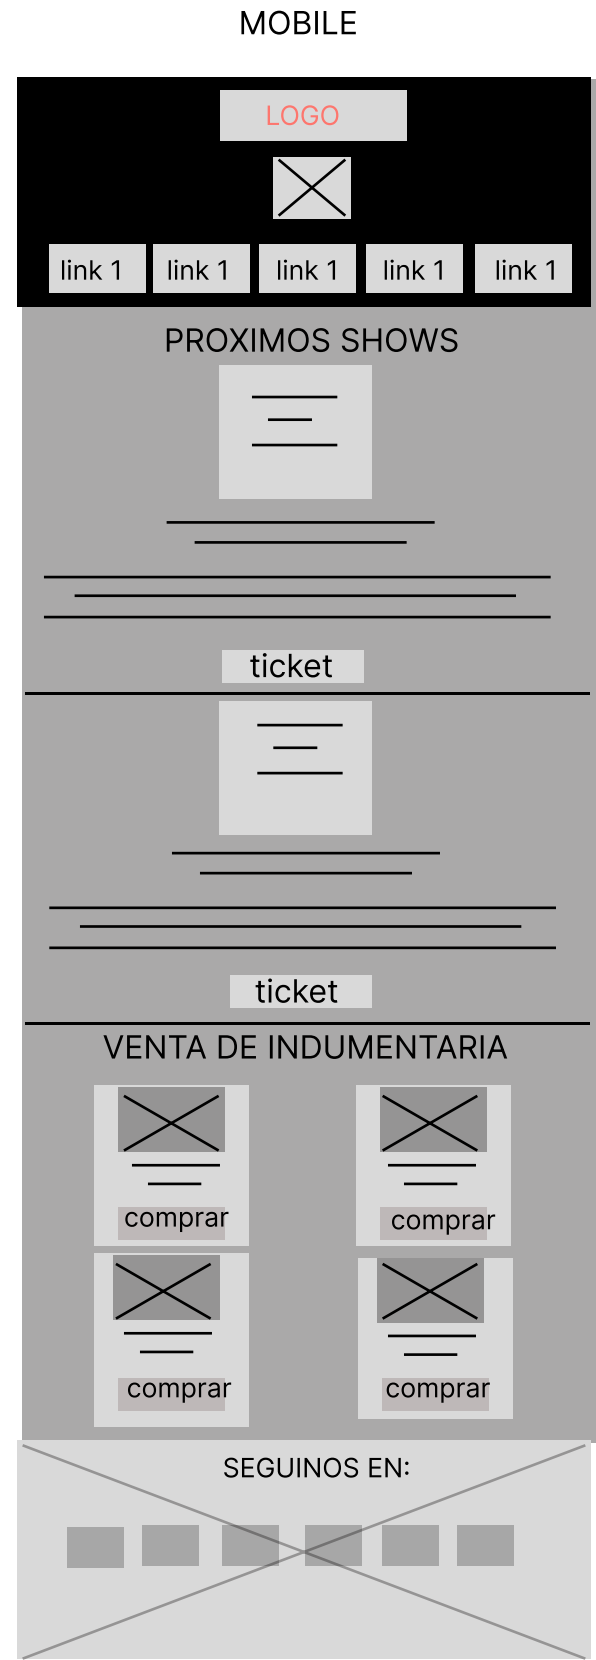 MOBILE
LOGO
link 1 link 1 link 1 link 1 link 1
PROXIMOS SHOWS
ticket
ticket
VENTA DE INDUMENTARIA
comprar comprar
comprar comprar
SEGUINOS EN: